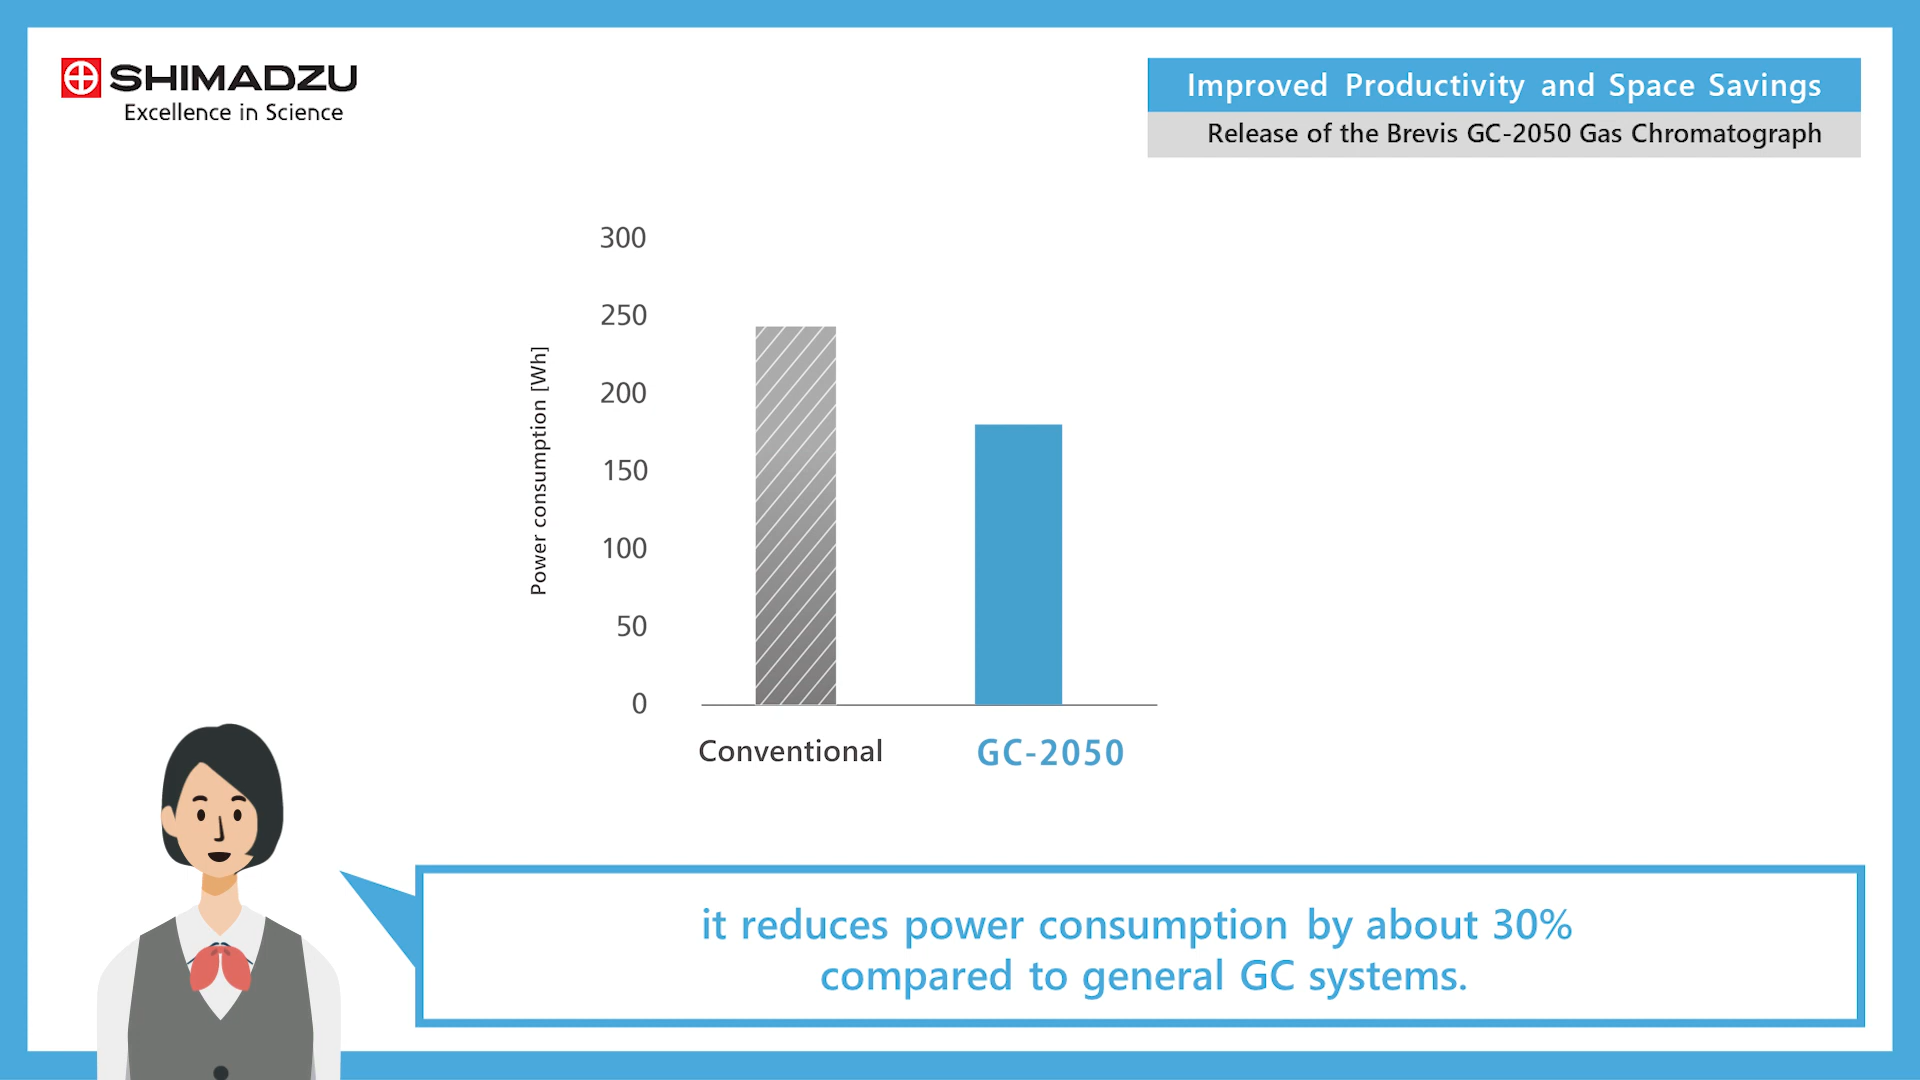 SHIMADZU
Excellence in Science
Improved Productivity and Space Savings
Release of the Brevis GC-2050 Gas Chromatograph
Power consumption [Wh]
300
250
200
150
100
50
0
Conventional
GC-2050
it reduces power consumption by about 30%
compared to general GC systems.